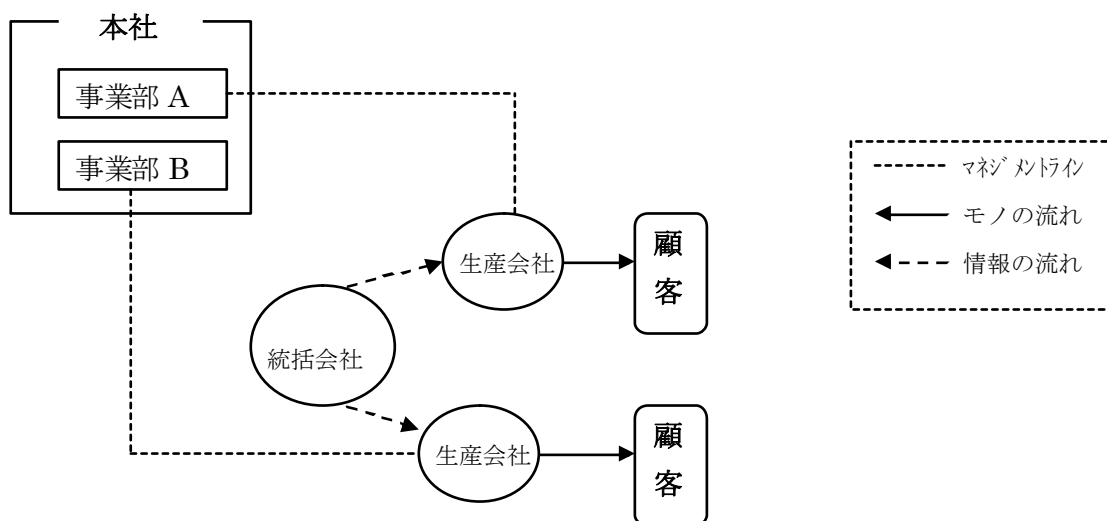 本社
事業部 A
事業部 B
生産会社
顧
客
統括会社
生産会社
顧
客
マネジメントライン
モノの流れ
情報の流れ